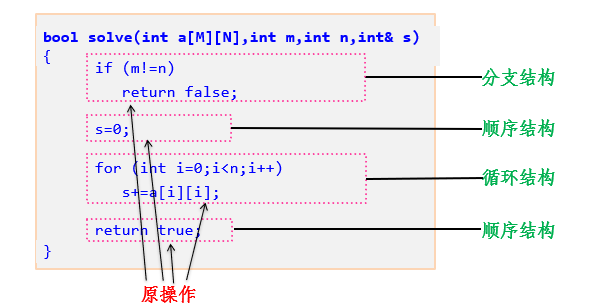 bool solve(int a[M][N],int m,int n,int& s)
{
if (m!=n)
return false;
分支结构
s=0;
顺序结构
for (int i=0;i<n;i++)
s+=a[i][i];
循环结构
return true;
顺序结构
}
原操作